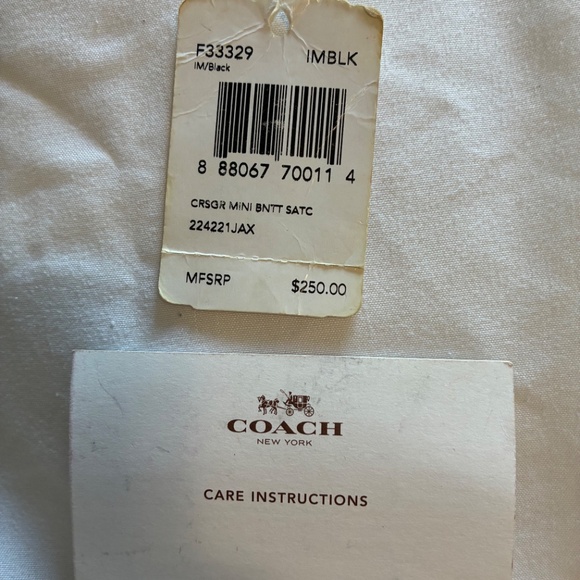 F33329 IMBLK
IM/Black
8 88067 70011 4
CRSGR MINI BNTT SATC
224221JAX
MFSRP $250.00
COACH
NEW YORK
CARE INSTRUCTIONS